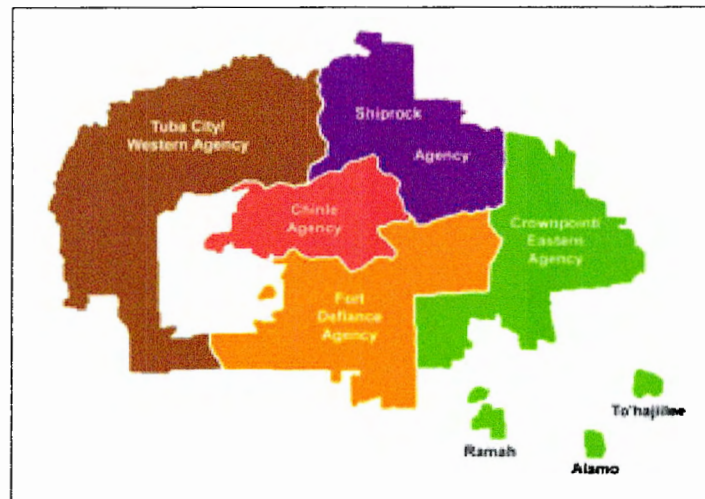 Tuba City/
Western Agency
Shiprock
Agency
Chinle
Agency
Crownpoint/
Eastern
Agency
Fort
Defiance
Agency
To'hajiilee
Ramah
Alamo